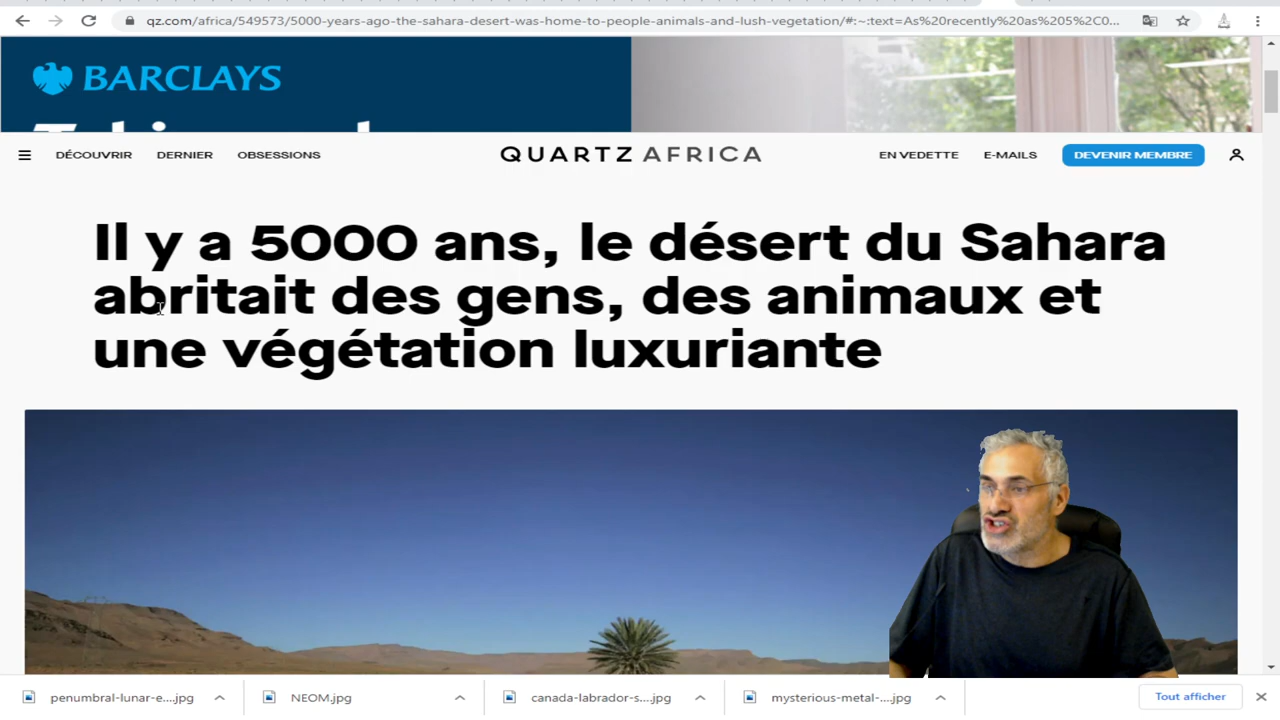 qz.com/africa/549573/5000-years-ago-the-sahara-desert-was-home-to-people-animals-and-lush-vegetation/#:~:text=As%20recently%20as%205%2C0...
BARCLAYS
DÉCOUVRIR DERNIER OBSESSIONS QUARTZ AFRICA EN VEDETTE E-MAILS DEVENIR MEMBRE
Il y a 5000 ans, le désert du Sahara
abritait des gens, des animaux et
une végétation luxuriante
penumbral-lunar-e....jpg NEOM.jpg canada-labrador-s....jpg mysterious-metal-....jpg Tout afficher